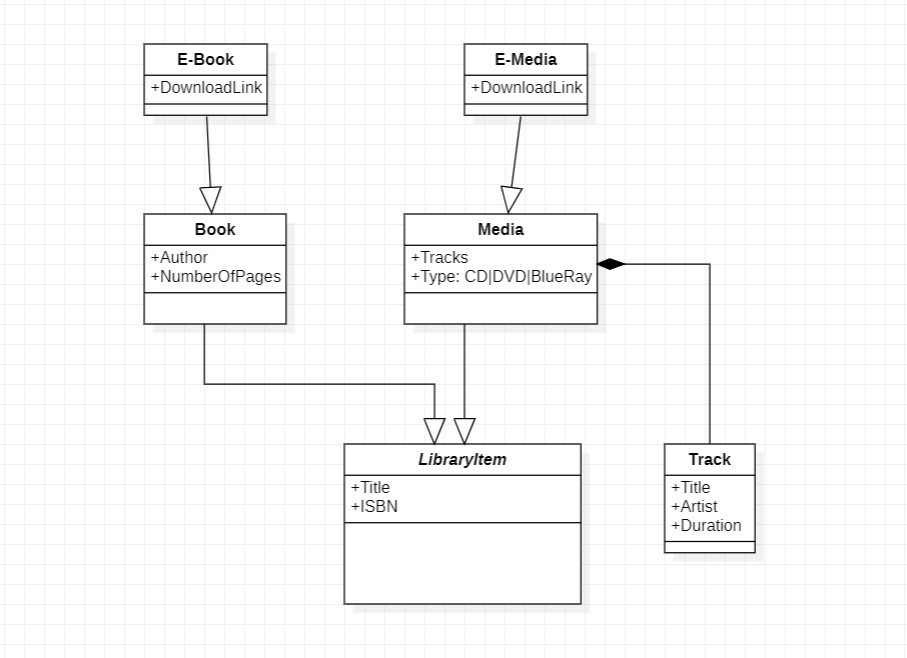 E-Book
+DownloadLink
E-Media
+DownloadLink
Book
+Author
+NumberOfPages
Media
+Tracks
+Type: CD|DVD|BlueRay
LibraryItem
+Title
+ISBN
Track
+Title
+Artist
+Duration